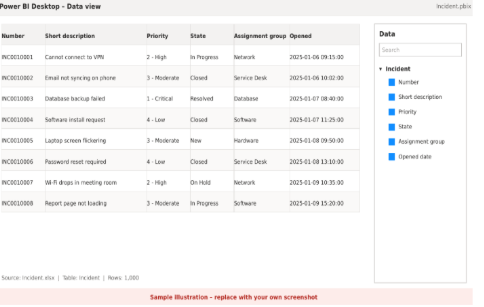 Power BI Desktop – Data view
Incident.pbix
Number Short description Priority State Assignment group Opened
INC0010001 Cannot connect to VPN 2 - High In Progress Network 2025-01-06 09:15:00
INC0010002 Email not syncing on phone 3 - Moderate Closed Service Desk 2025-01-06 10:02:00
INC0010003 Database backup failed 1 - Critical Resolved Database 2025-01-07 08:40:00
INC0010004 Software install request 4 - Low Closed Software 2025-01-07 11:25:00
INC0010005 Laptop screen flickering 3 - Moderate New Hardware 2025-01-08 09:50:00
INC0010006 Password reset required 4 - Low Closed Service Desk 2025-01-08 13:10:00
INC0010007 Wi-Fi drops in meeting room 2 - High On Hold Network 2025-01-09 10:35:00
INC0010008 Report page not loading 3 - Moderate In Progress Software 2025-01-09 15:20:00
Data
Search
Incident
Number
Short description
Priority
State
Assignment group
Opened date
Source: Incident.xlsx | Table: Incident | Rows: 1,000
Sample illustration – replace with your own screenshot